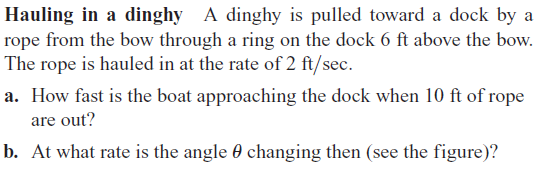 Hauling in a dinghy A dinghy is pulled toward a dock by a
rope from the bow through a ring on the dock 6 ft above the bow.
The rope is hauled in at the rate of 2 ft/sec.
a. How fast is the boat approaching the dock when 10 ft of rope
are out?
b. At what rate is the angle θ changing then (see the figure)?